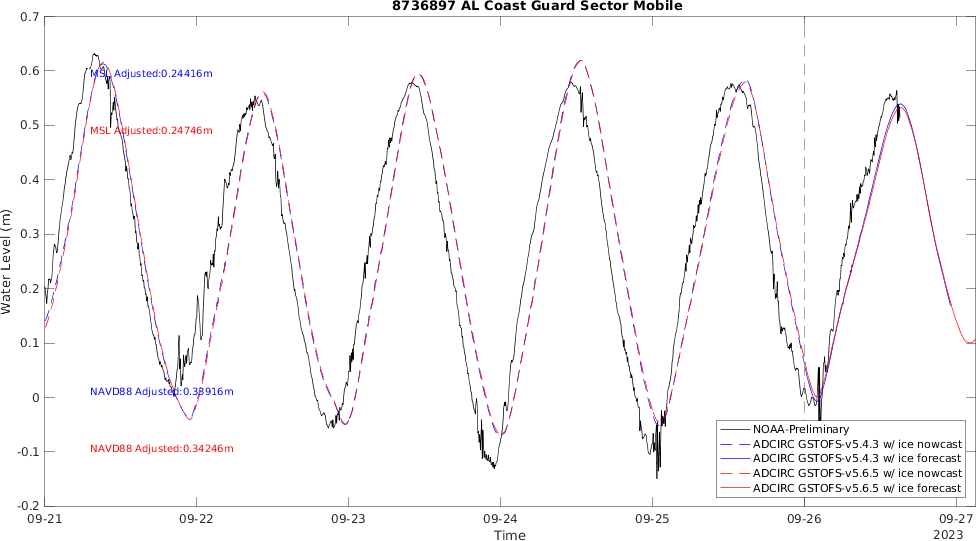 8736897 AL Coast Guard Sector Mobile
0.7
0.6
0.5
0.4
0.3
0.2
0.1
0
-0.1
-0.2
Water Level (m)
MSL Adjusted:0.24416m
MSL Adjusted:0.24746m
NAVD88 Adjusted:0.33916m
NAVD88 Adjusted:0.34246m
NOAA-Preliminary
ADCIRC GSTOFS-v5.4.3 w/ ice nowcast
ADCIRC GSTOFS-v5.4.3 w/ ice forecast
ADCIRC GSTOFS-v5.6.5 w/ ice nowcast
ADCIRC GSTOFS-v5.6.5 w/ ice forecast
09-21 09-22 09-23 09-24 09-25 09-26 09-27
Time
2023